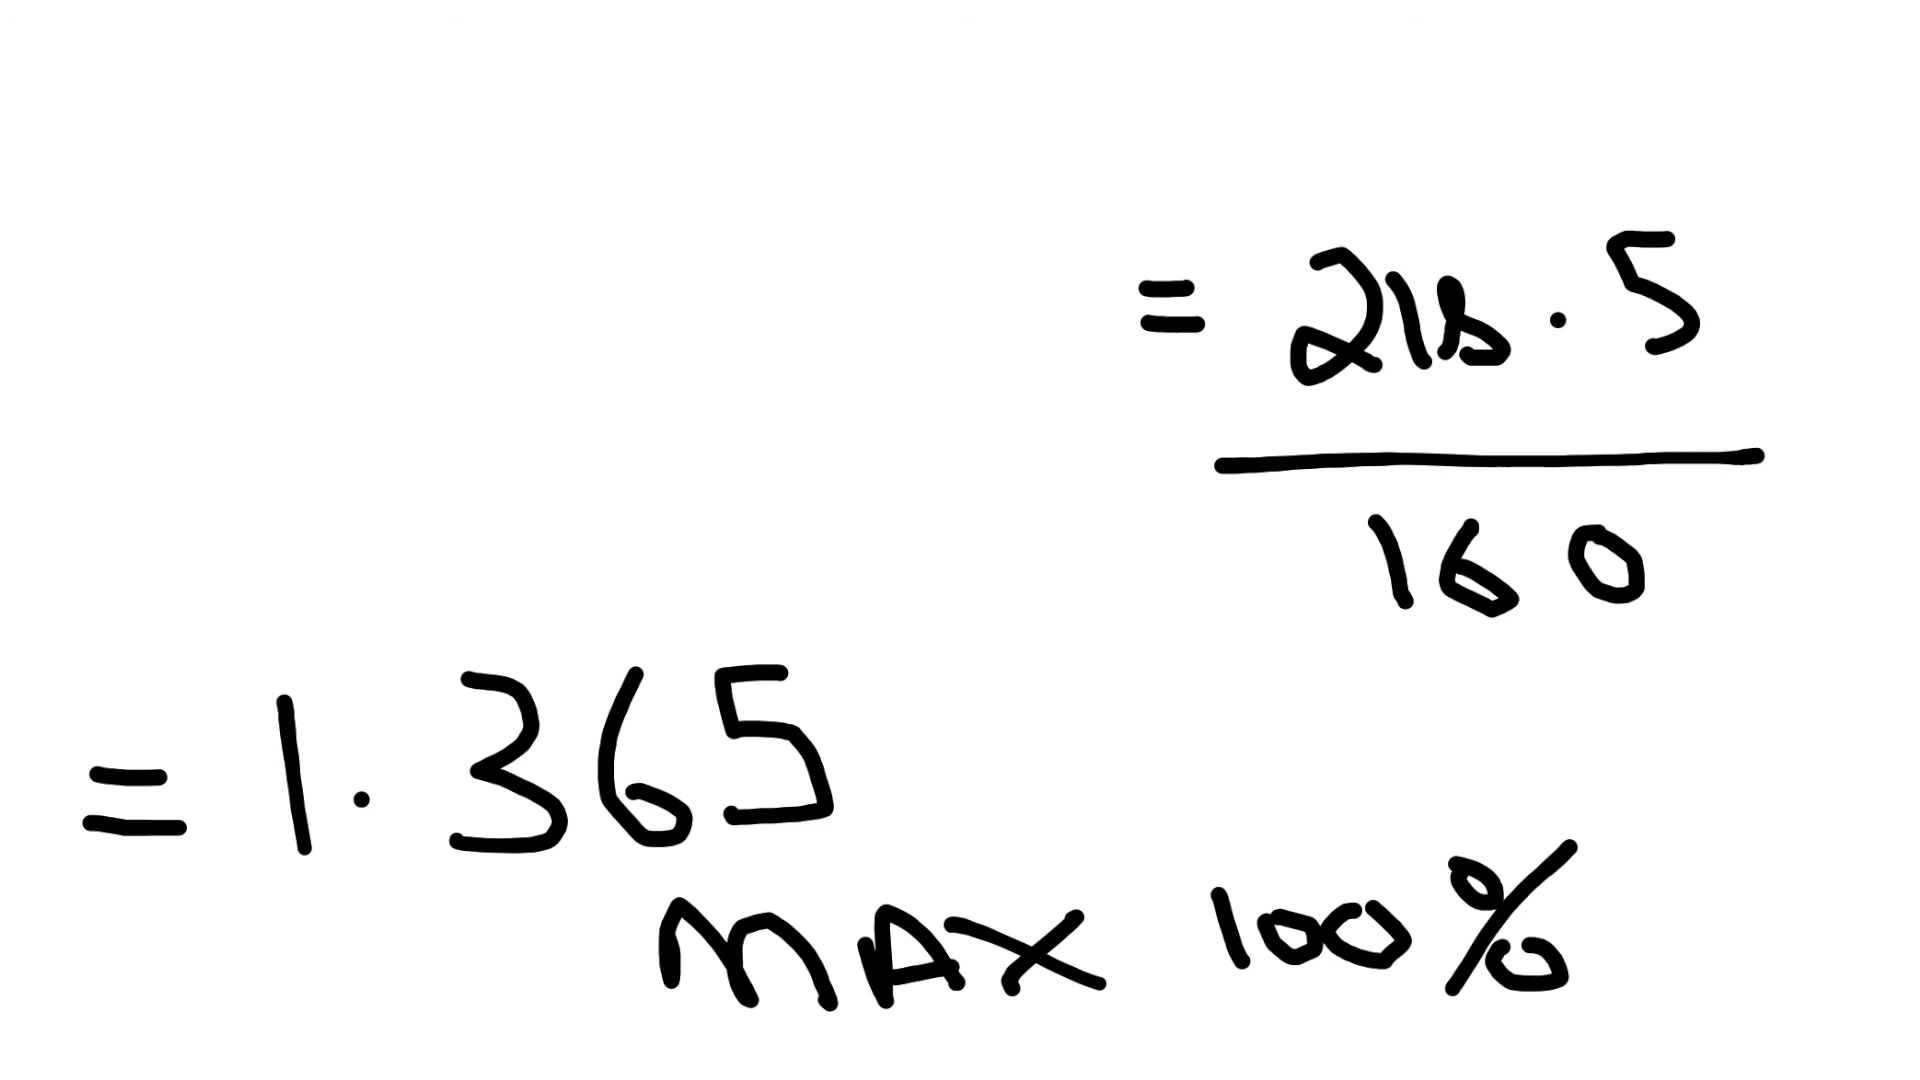 = 218.5
160
= 1.365
MAX 100%